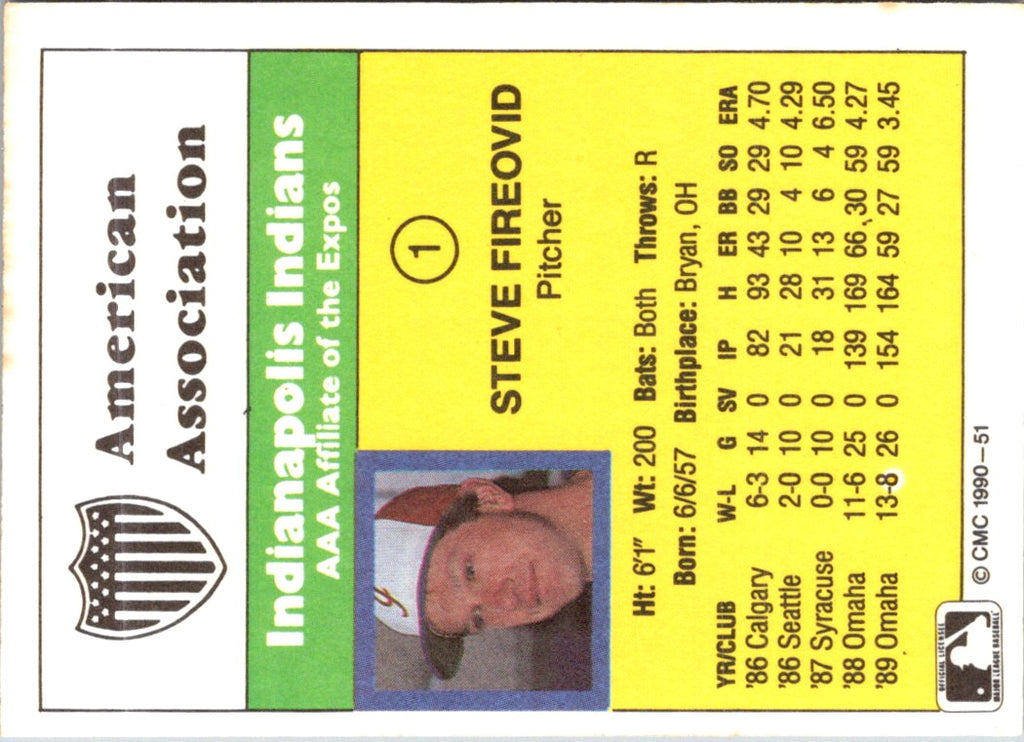 American
Association
Indianapolis Indians
AAA Affiliate of the Expos
1
STEVE FIREOVID
Pitcher
Ht: 6'1" Wt: 200 Bats: Both Throws: R
Born: 6/6/57 Birthplace: Bryan, OH
YR/CLUB W-L G SV IP H ER BB SO ERA
'86 Calgary 6-3 14 0 82 93 43 29 29 4.70
'86 Seattle 2-0 10 0 21 28 10 4 10 4.29
'87 Syracuse 0-0 10 0 18 31 13 6 4 6.50
'88 Omaha 11-6 25 0 139 169 66 30 59 4.27
'89 Omaha 13-8 26 0 154 164 59 27 59 3.45
© CMC 1990-51
OFFICIAL LICENSEE
MAJOR LEAGUE BASEBALL